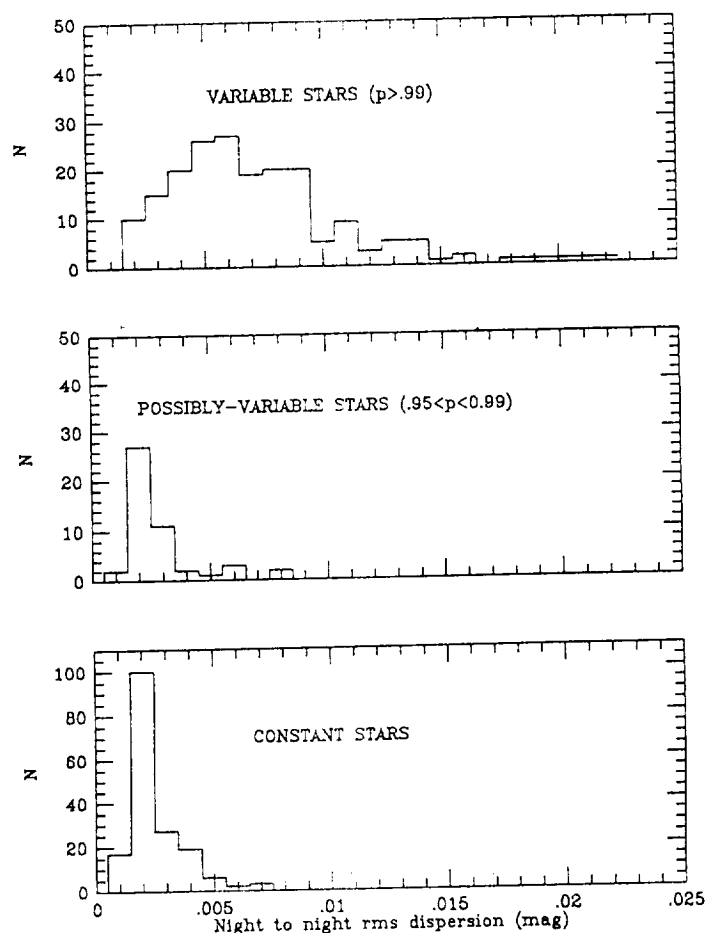 50
40
30
20
10
0
N
VARIABLE STARS (p>.99)
50
40
30
20
10
0
N
POSSIBLY-VARIABLE STARS (.95<p<0.99)
100
80
60
40
20
0
N
CONSTANT STARS
0 .005 .010 .015 .02 .025
Night to night rms dispersion (mag)